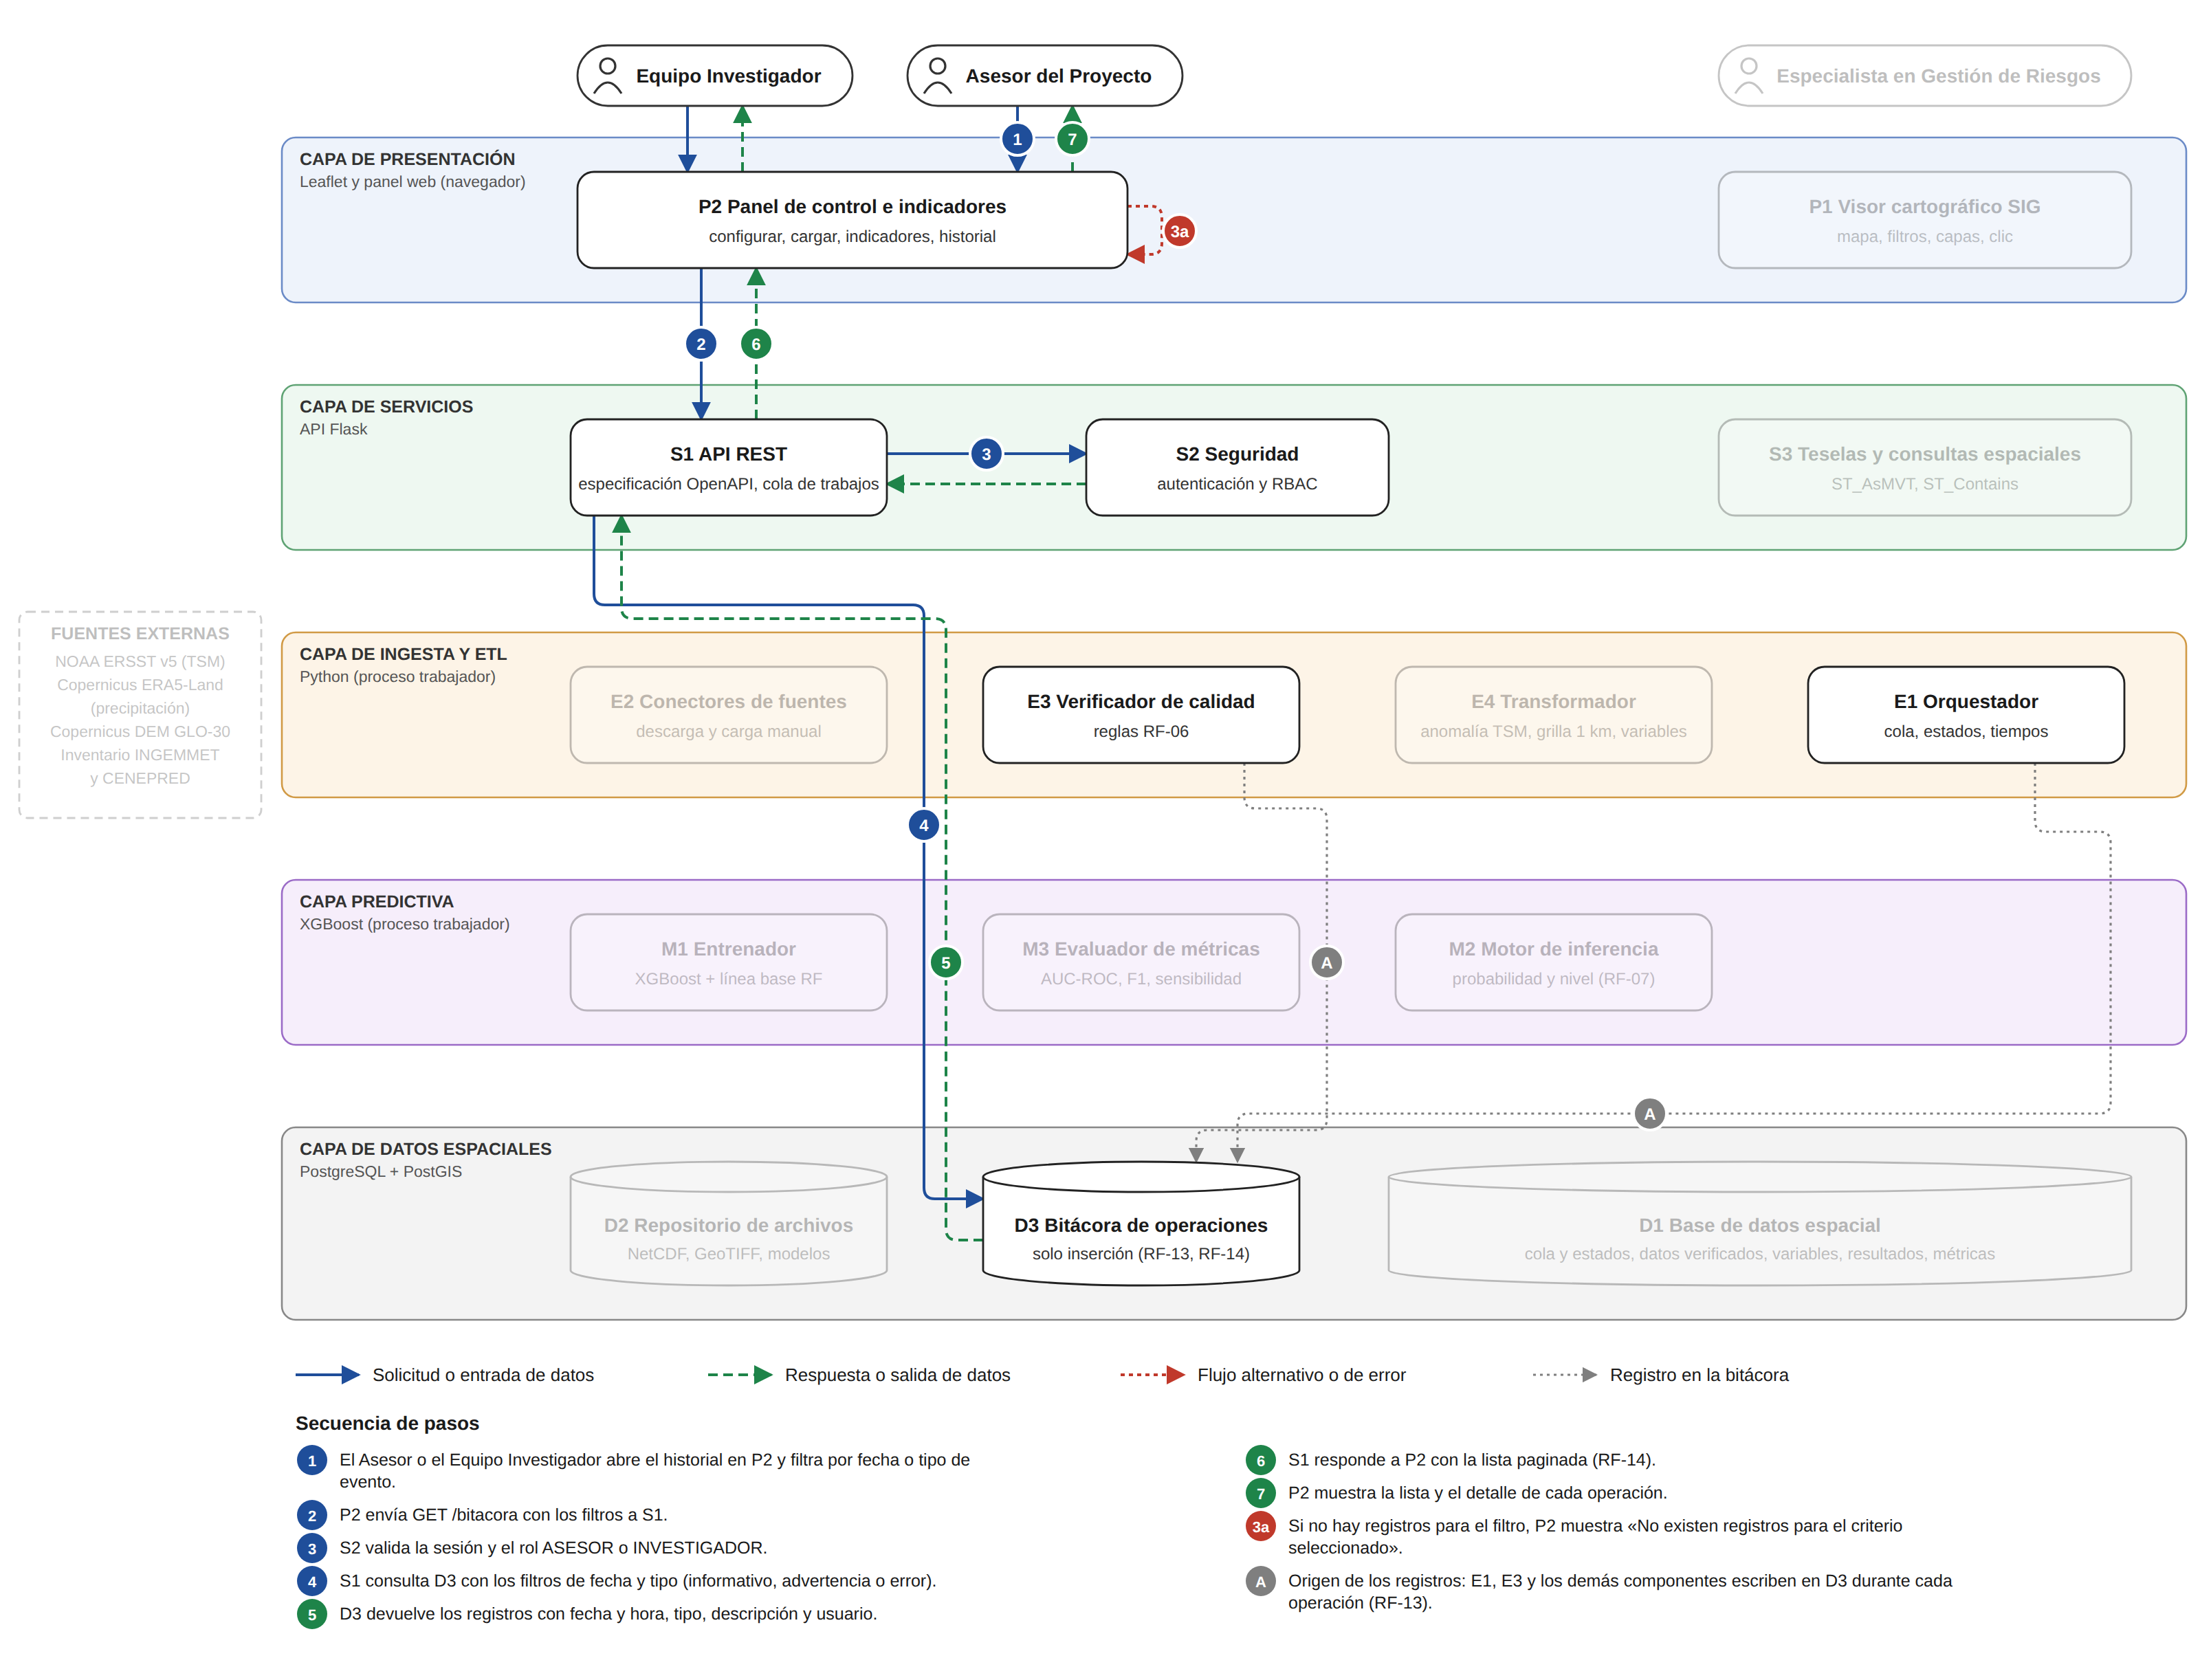 Equipo Investigador
Asesor del Proyecto
Especialista en Gestión de Riesgos
1
7
CAPA DE PRESENTACIÓN
Leaflet y panel web (navegador)
P2 Panel de control e indicadores
configurar, cargar, indicadores, historial
3a
P1 Visor cartográfico SIG
mapa, filtros, capas, clic
2
6
CAPA DE SERVICIOS
API Flask
S1 API REST
especificación OpenAPI, cola de trabajos
3
S2 Seguridad
autenticación y RBAC
S3 Teselas y consultas espaciales
ST_AsMVT, ST_Contains
FUENTES EXTERNAS
NOAA ERSST v5 (TSM)
Copernicus ERA5-Land
(precipitación)
Copernicus DEM GLO-30
Inventario INGEMMET
y CENEPRED
CAPA DE INGESTA Y ETL
Python (proceso trabajador)
E2 Conectores de fuentes
descarga y carga manual
E3 Verificador de calidad
reglas RF-06
E4 Transformador
anomalía TSM, grilla 1 km, variables
E1 Orquestador
cola, estados, tiempos
4
CAPA PREDICTIVA
XGBoost (proceso trabajador)
M1 Entrenador
XGBoost + línea base RF
5
M3 Evaluador de métricas
AUC-ROC, F1, sensibilidad
A
M2 Motor de inferencia
probabilidad y nivel (RF-07)
A
CAPA DE DATOS ESPACIALES
PostgreSQL + PostGIS
D2 Repositorio de archivos
NetCDF, GeoTIFF, modelos
D3 Bitácora de operaciones
solo inserción (RF-13, RF-14)
D1 Base de datos espacial
cola y estados, datos verificados, variables, resultados, métricas
Solicitud o entrada de datos
Respuesta o salida de datos
Flujo alternativo o de error
Registro en la bitácora
Secuencia de pasos
1 El Asesor o el Equipo Investigador abre el historial en P2 y filtra por fecha o tipo de
evento.
2 P2 envía GET /bitacora con los filtros a S1.
3 S2 valida la sesión y el rol ASESOR o INVESTIGADOR.
4 S1 consulta D3 con los filtros de fecha y tipo (informativo, advertencia o error).
5 D3 devuelve los registros con fecha y hora, tipo, descripción y usuario.
6 S1 responde a P2 con la lista paginada (RF-14).
7 P2 muestra la lista y el detalle de cada operación.
3a Si no hay registros para el filtro, P2 muestra «No existen registros para el criterio
seleccionado».
A Origen de los registros: E1, E3 y los demás componentes escriben en D3 durante cada
operación (RF-13).